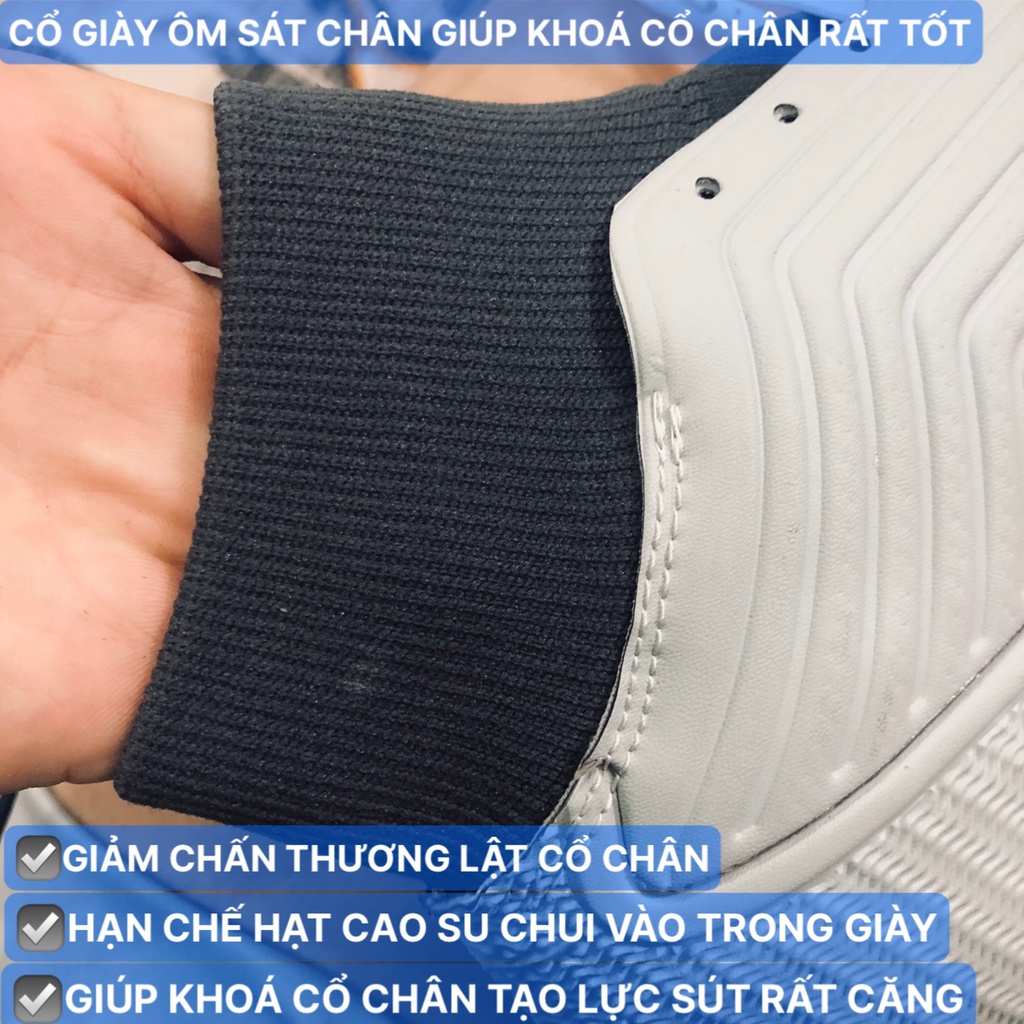 CỔ GIÀY ÔM SÁT CHÂN GIÚP KHOÁ CỔ CHÂN RẤT TỐT
GIẢM CHẤN THƯƠNG LẬT CỔ CHÂN
HẠN CHẾ HẠT CAO SU CHUI VÀO TRONG GIÀY
GIÚP KHOÁ CỔ CHÂN TẠO LỰC SÚT RẤT CĂNG